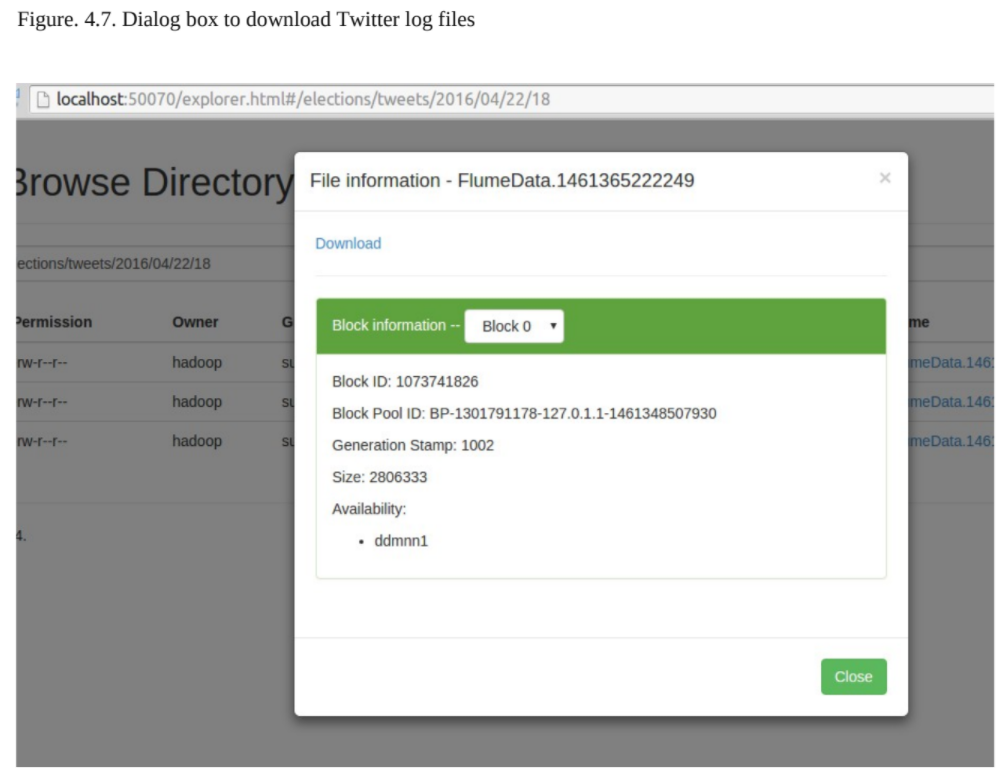 Figure. 4.7. Dialog box to download Twitter log files
localhost:50070/explorer.html#/elections/tweets/2016/04/22/18
Browse Directory
File information - FlumeData.1461365222249
×
Download
ections/tweets/2016/04/22/18
Block information -- Block 0
Permission Owner G me
rw-r--r-- hadoop su meData.146
rw-r--r-- hadoop su meData.146
rw-r--r-- hadoop su meData.146
Block ID: 1073741826
Block Pool ID: BP-1301791178-127.0.1.1-1461348507930
Generation Stamp: 1002
Size: 2806333
Availability:
• ddmnn1
4.
Close